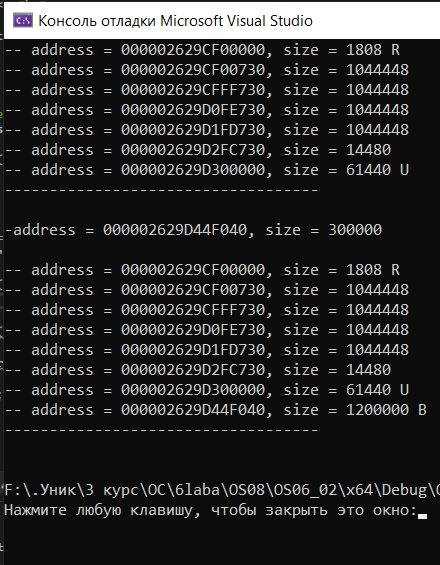 Консоль отладки Microsoft Visual Studio
-- address = 000002629CF00000, size = 1808 R
-- address = 000002629CF00730, size = 1044448
-- address = 000002629CFFF730, size = 1044448
-- address = 000002629D0FE730, size = 1044448
-- address = 000002629D1FD730, size = 1044448
-- address = 000002629D2FC730, size = 14480
-- address = 000002629D300000, size = 61440 U
-----------------------------------
-address = 000002629D44F040, size = 300000
-- address = 000002629CF00000, size = 1808 R
-- address = 000002629CF00730, size = 1044448
-- address = 000002629CFFF730, size = 1044448
-- address = 000002629D0FE730, size = 1044448
-- address = 000002629D1FD730, size = 1044448
-- address = 000002629D2FC730, size = 14480
-- address = 000002629D300000, size = 61440 U
-- address = 000002629D44F040, size = 1200000 B
-----------------------------------
F:\.Уник\3 курс\ОС\6laba\OS08\OS06_02\x64\Debug\
Нажмите любую клавишу, чтобы закрыть это окно: